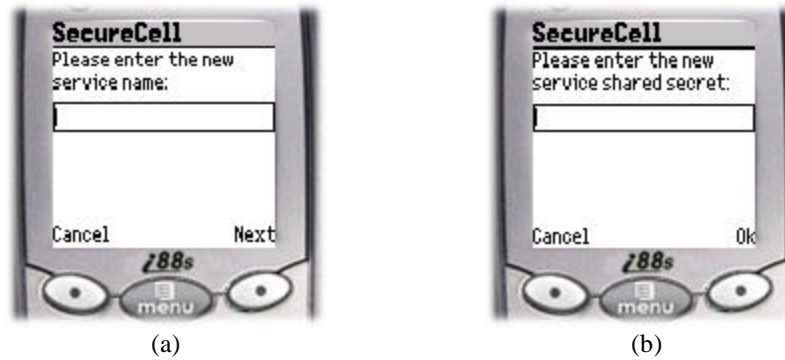 SecureCell
Please enter the new
service name:
Cancel Next
i88s
menu
(a)
SecureCell
Please enter the new
service shared secret:
Cancel Ok
i88s
menu
(b)